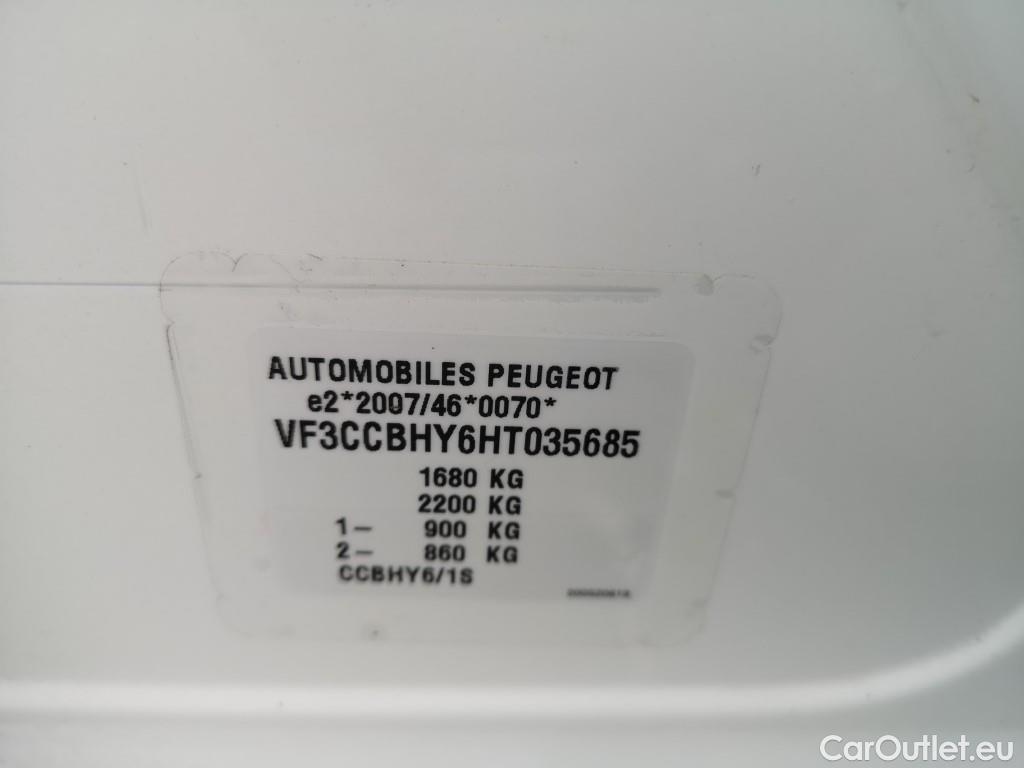 AUTOMOBILES PEUGEOT
e2*2007/46*0070*
VF3CCBHY6HT035685
1680 KG
2200 KG
1- 900 KG
2- 860 KG
CCBHY6/1S
CarOutlet.eu